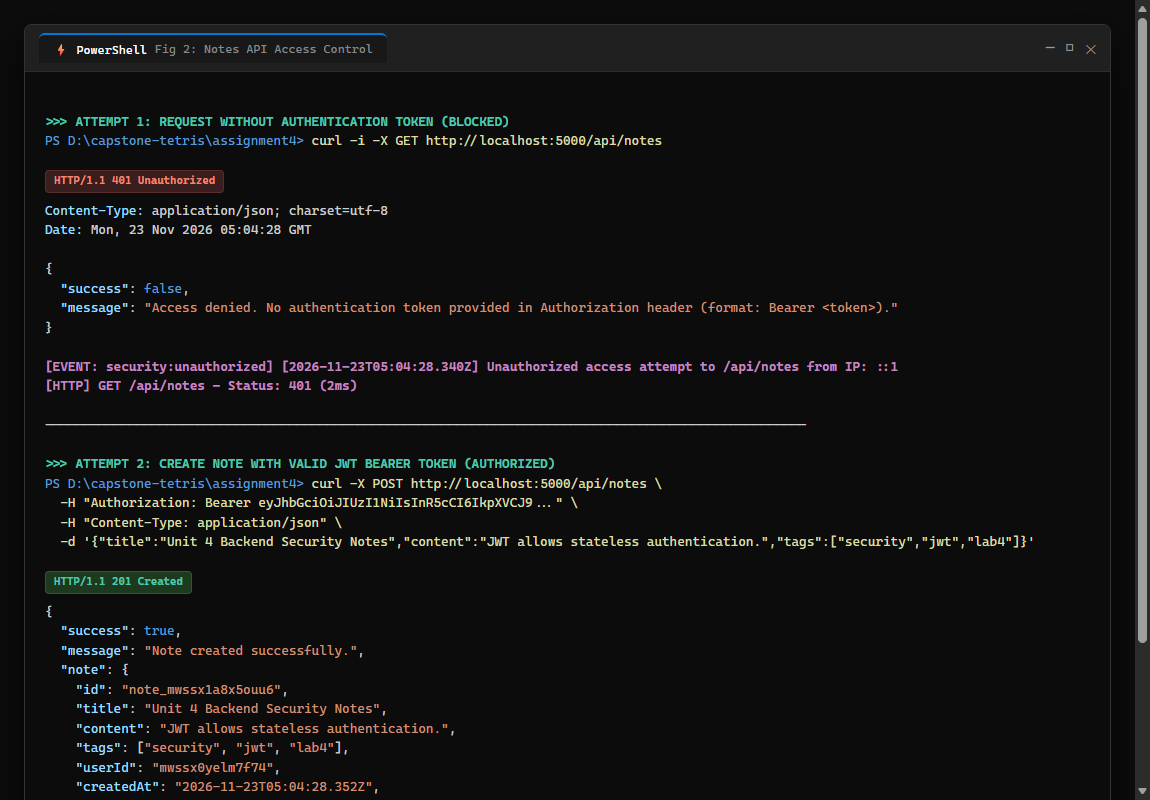 PowerShell Fig 2: Notes API Access Control
>>> ATTEMPT 1: REQUEST WITHOUT AUTHENTICATION TOKEN (BLOCKED)
PS D:\capstone-tetris\assignment4> curl -i -X GET http://localhost:5000/api/notes
HTTP/1.1 401 Unauthorized
Content-Type: application/json; charset=utf-8
Date: Mon, 23 Nov 2026 05:04:28 GMT
{
  "success": false,
  "message": "Access denied. No authentication token provided in Authorization header (format: Bearer <token>)."
}
[EVENT: security:unauthorized] [2026-11-23T05:04:28.340Z] Unauthorized access attempt to /api/notes from IP: ::1
[HTTP] GET /api/notes - Status: 401 (2ms)
>>> ATTEMPT 2: CREATE NOTE WITH VALID JWT BEARER TOKEN (AUTHORIZED)
PS D:\capstone-tetris\assignment4> curl -X POST http://localhost:5000/api/notes \
  -H "Authorization: Bearer eyJhbGciOiJIUzI1NiIsInR5cCI6IkpXVCJ9..." \
  -H "Content-Type: application/json" \
  -d '{"title":"Unit 4 Backend Security Notes","content":"JWT allows stateless authentication.","tags":["security","jwt","lab4"]}'
HTTP/1.1 201 Created
{
  "success": true,
  "message": "Note created successfully.",
  "note": {
    "id": "note_mwssx1a8x5ouu6",
    "title": "Unit 4 Backend Security Notes",
    "content": "JWT allows stateless authentication.",
    "tags": ["security", "jwt", "lab4"],
    "userId": "mwssx0yelm7f74",
    "createdAt": "2026-11-23T05:04:28.352Z",